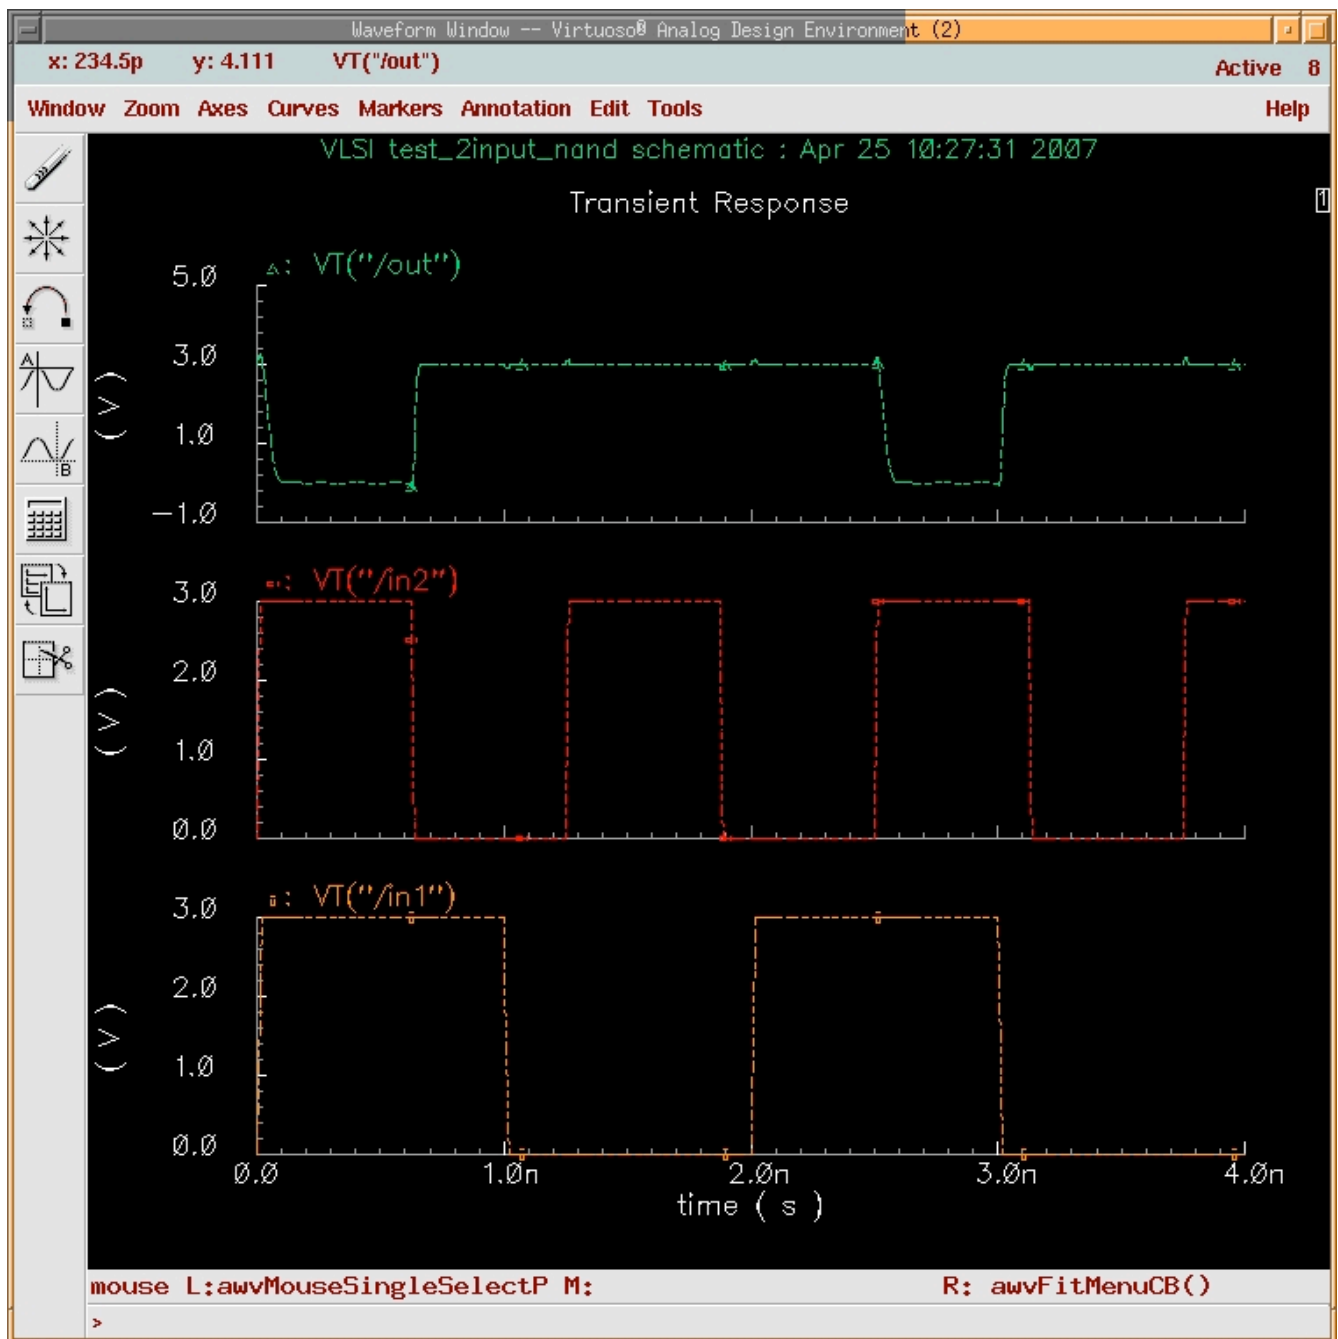 Waveform Window -- Virtuoso® Analog Design Environment (2)
x: 234.5p y: 4.111 VT("/out")
Active 8
Window Zoom Axes Curves Markers Annotation Edit Tools Help
VLSI test_2input_nand schematic : Apr 25 10:27:31 2007
Transient Response
1
A
B
: VT("/out")
5.0
3.0
1.0
-1.0
(V)
: VT("/in2")
3.0
2.0
1.0
0.0
(V)
: VT("/in1")
3.0
2.0
1.0
0.0
(V)
0.0 1.0n 2.0n 3.0n 4.0n
time ( s )
mouse L:awvMouseSingleSelectP M: R: awvFitMenuCB()
>